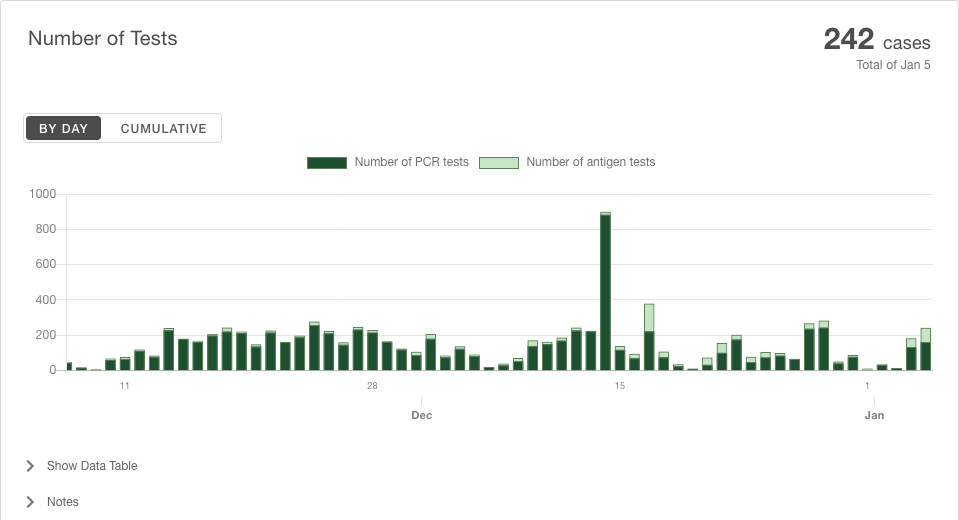 Number of Tests
242 cases
Total of Jan 5
BY DAY CUMULATIVE
Number of PCR tests Number of antigen tests
1000
800
600
400
200
0
11 28 15 1
Dec Jan
Show Data Table
Notes